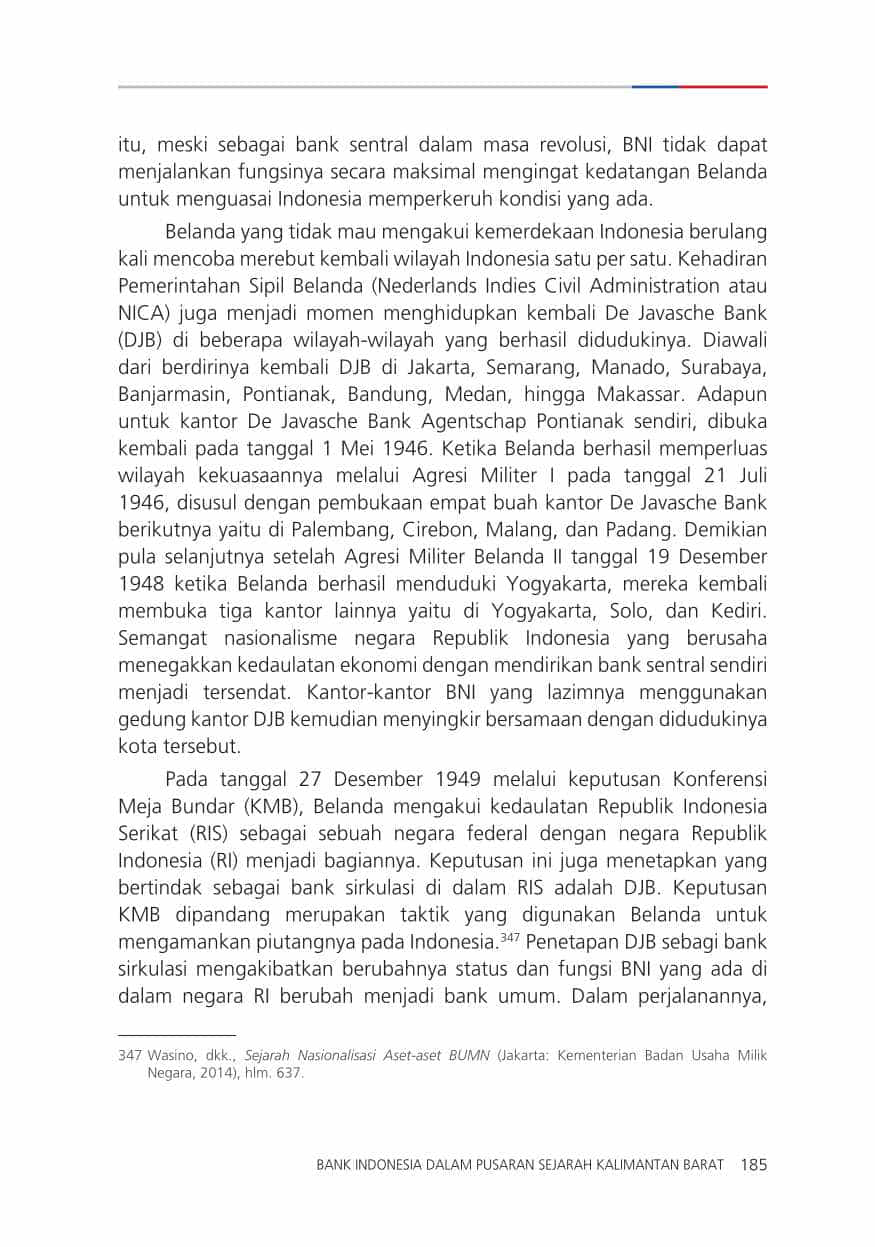 itu, meski sebagai bank sentral dalam masa revolusi, BNI tidak dapat
menjalankan fungsinya secara maksimal mengingat kedatangan Belanda
untuk menguasai Indonesia memperkeruh kondisi yang ada.
Belanda yang tidak mau mengakui kemerdekaan Indonesia berulang
kali mencoba merebut kembali wilayah Indonesia satu per satu. Kehadiran
Pemerintahan Sipil Belanda (Nederlands Indies Civil Administration atau
NICA) juga menjadi momen menghidupkan kembali De Javasche Bank
(DJB) di beberapa wilayah-wilayah yang berhasil didudukinya. Diawali
dari berdirinya kembali DJB di Jakarta, Semarang, Manado, Surabaya,
Banjarmasin, Pontianak, Bandung, Medan, hingga Makassar. Adapun
untuk kantor De Javasche Bank Agentschap Pontianak sendiri, dibuka
kembali pada tanggal 1 Mei 1946. Ketika Belanda berhasil memperluas
wilayah kekuasaannya melalui Agresi Militer I pada tanggal 21 Juli
1946, disusul dengan pembukaan empat buah kantor De Javasche Bank
berikutnya yaitu di Palembang, Cirebon, Malang, dan Padang. Demikian
pula selanjutnya setelah Agresi Militer Belanda II tanggal 19 Desember
1948 ketika Belanda berhasil menduduki Yogyakarta, mereka kembali
membuka tiga kantor lainnya yaitu di Yogyakarta, Solo, dan Kediri.
Semangat nasionalisme negara Republik Indonesia yang berusaha
menegakkan kedaulatan ekonomi dengan mendirikan bank sentral sendiri
menjadi tersendat. Kantor-kantor BNI yang lazimnya menggunakan
gedung kantor DJB kemudian menyingkir bersamaan dengan didudukinya
kota tersebut.
Pada tanggal 27 Desember 1949 melalui keputusan Konferensi
Meja Bundar (KMB), Belanda mengakui kedaulatan Republik Indonesia
Serikat (RIS) sebagai sebuah negara federal dengan negara Republik
Indonesia (RI) menjadi bagiannya. Keputusan ini juga menetapkan yang
bertindak sebagai bank sirkulasi di dalam RIS adalah DJB. Keputusan
KMB dipandang merupakan taktik yang digunakan Belanda untuk
mengamankan piutangnya pada Indonesia.347 Penetapan DJB sebagi bank
sirkulasi mengakibatkan berubahnya status dan fungsi BNI yang ada di
dalam negara RI berubah menjadi bank umum. Dalam perjalanannya,
347 Wasino, dkk., Sejarah Nasionalisasi Aset-aset BUMN (Jakarta: Kementerian Badan Usaha Milik
Negara, 2014), hlm. 637.
BANK INDONESIA DALAM PUSARAN SEJARAH KALIMANTAN BARAT 185